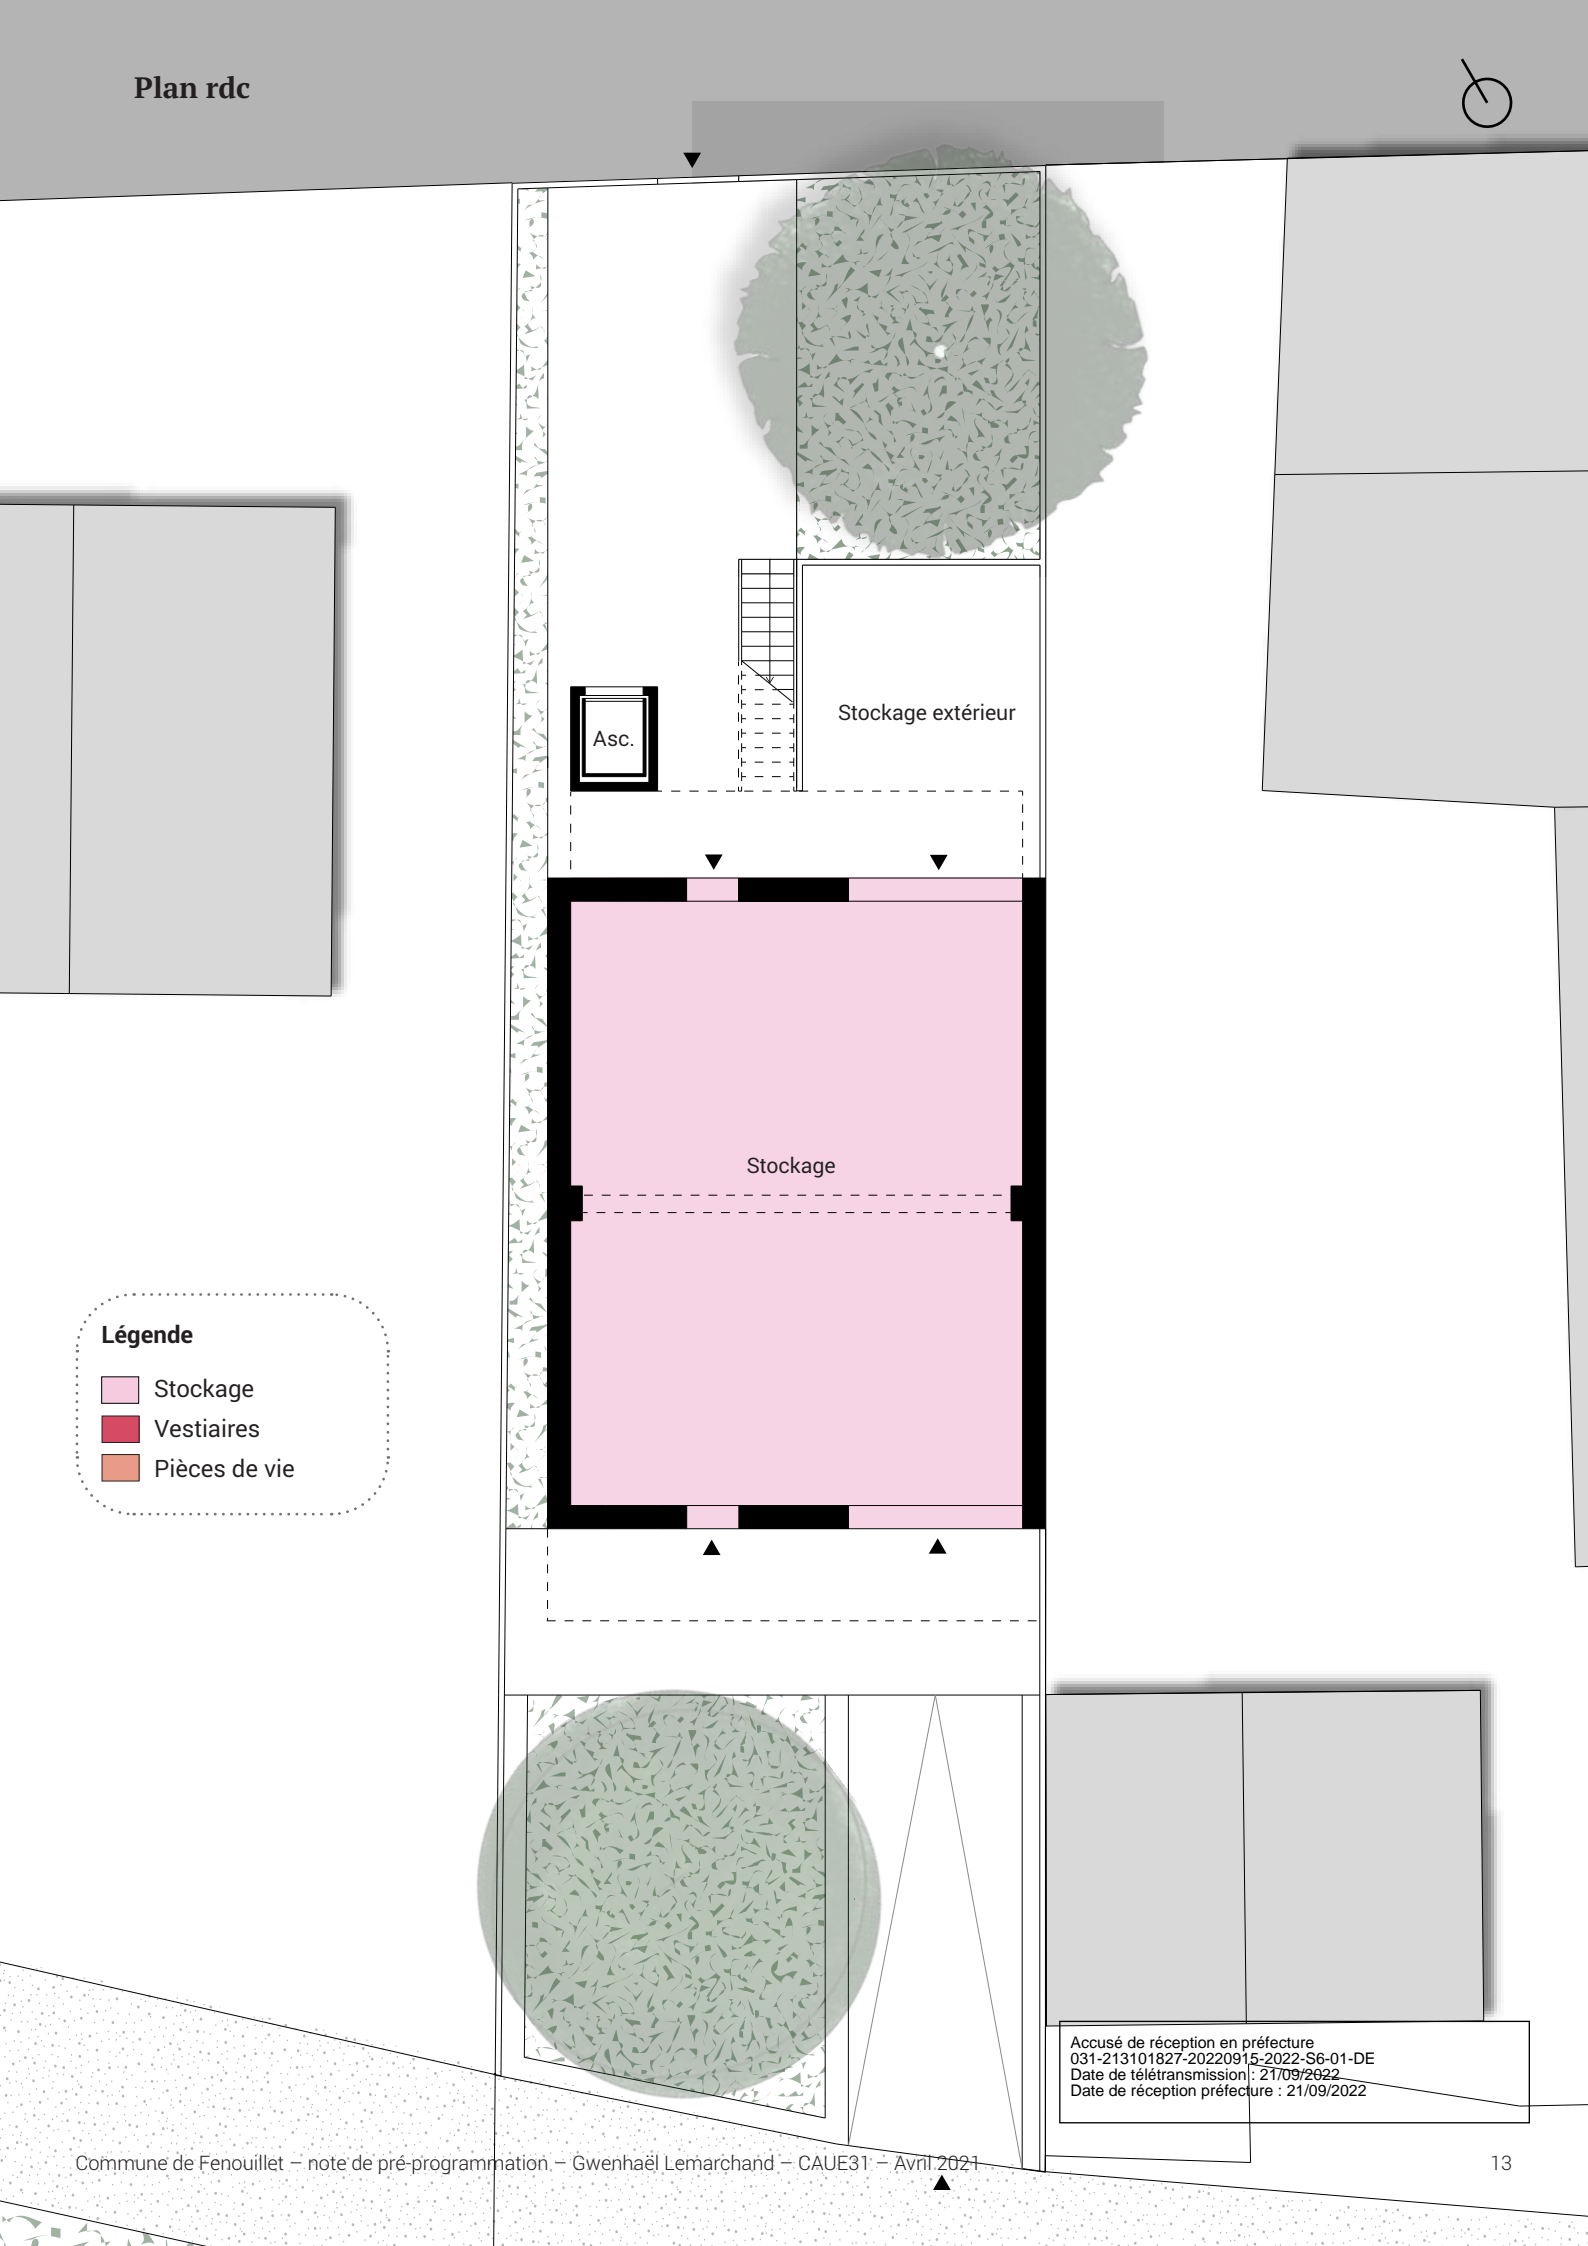 Plan rdc
Stockage extérieur
Asc.
Stockage
Légende
Stockage
Vestiaires
Pièces de vie
Accusé de réception en préfecture
031-213101827-20220915-2022-S6-01-DE
Date de télétransmission : 21/09/2022
Date de réception préfecture : 21/09/2022
Commune de Fenouillet – note de pré-programmation – Gwenhaël Lemarchand – CAUE31 – Avril 2021
13